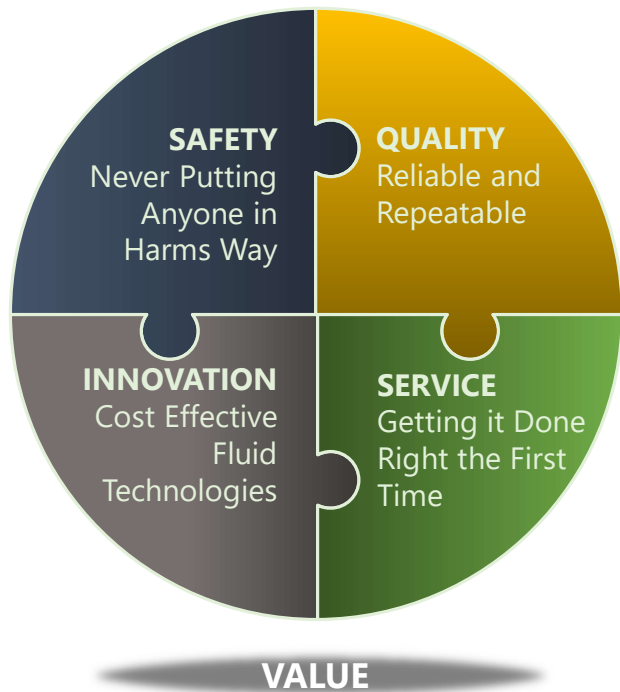 SAFETY
Never Putting
Anyone in
Harms Way
QUALITY
Reliable and
Repeatable
INNOVATION
Cost Effective
Fluid
Technologies
SERVICE
Getting it Done
Right the First
Time
VALUE